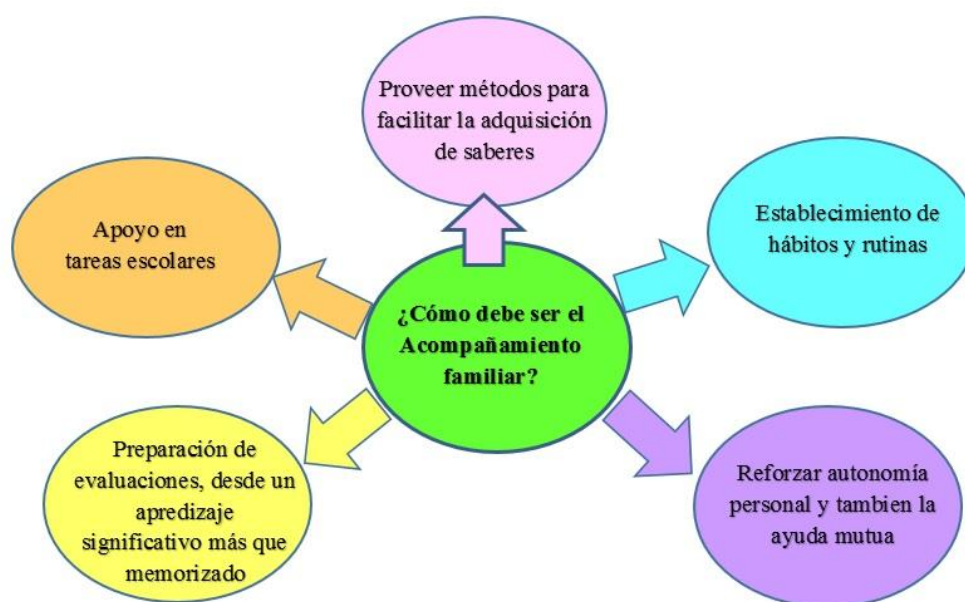 Proveer métodos para
facilitar la adquisición
de saberes
Apoyo en
tareas escolares
Establecimiento de
hábitos y rutinas
¿Cómo debe ser el
Acompañamiento
familiar?
Preparación de
evaluaciones, desde un
apredizaje
significativo más que
memorizado
Reforzar autonomía
personal y tambien la
ayuda mutua